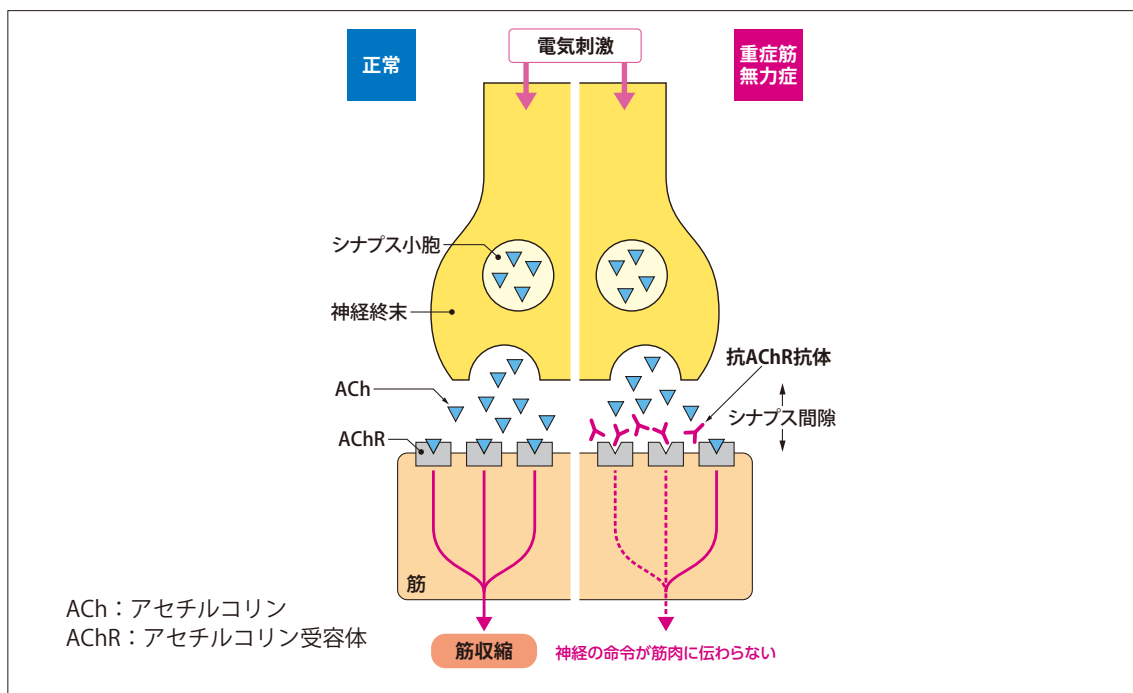 電気刺激
正常
重症筋
無力症
シナプス小胞
神経終末
抗AChR抗体
ACh
シナプス間隙
AChR
筋
ACh：アセチルコリン
AChR：アセチルコリン受容体
筋収縮
神経の命令が筋肉に伝わらない